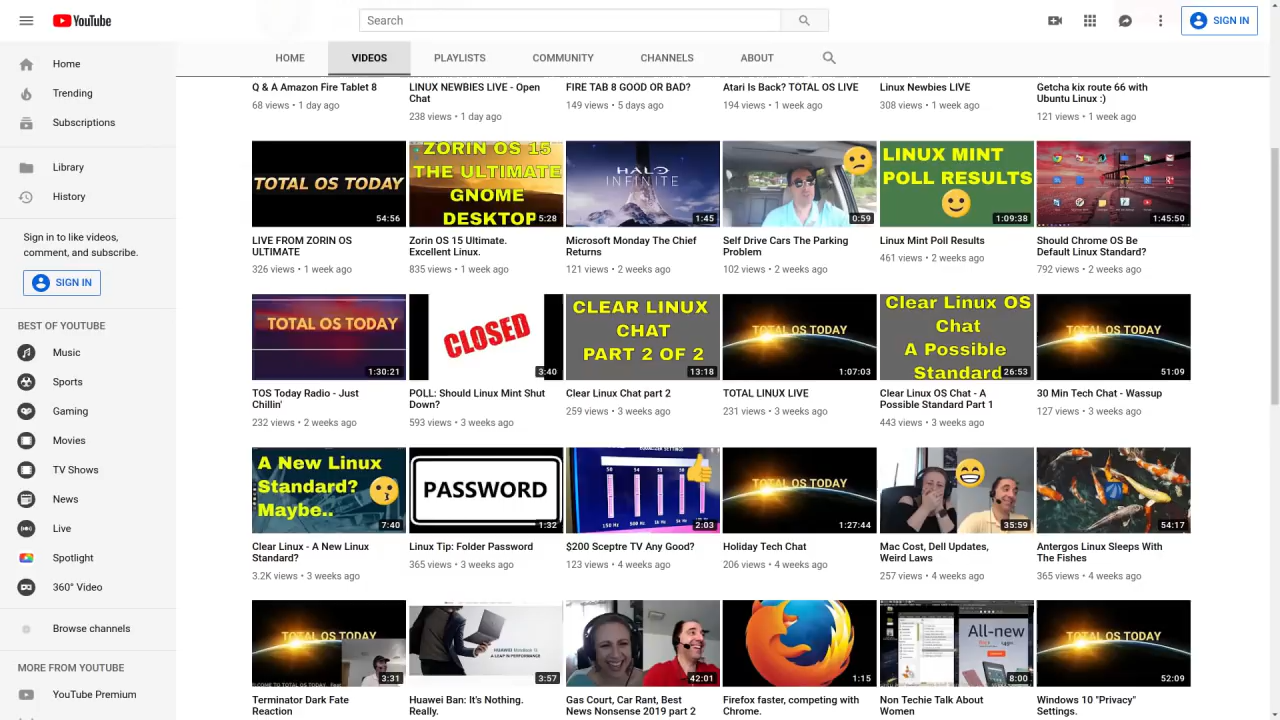 YouTube
Search
SIGN IN
HOME
VIDEOS
PLAYLISTS
COMMUNITY
CHANNELS
ABOUT
Home
Trending
Subscriptions
Library
History
Sign in to like videos,
comment, and subscribe.
SIGN IN
BEST OF YOUTUBE
Music
Sports
Gaming
Movies
TV Shows
News
Live
Spotlight
360° Video
Browse channels
MORE FROM YOUTUBE
YouTube Premium
Q & A Amazon Fire Tablet 8
68 views • 1 day ago
LINUX NEWBIES LIVE - Open
Chat
238 views • 1 day ago
FIRE TAB 8 GOOD OR BAD?
149 views • 5 days ago
Atari Is Back? TOTAL OS LIVE
194 views • 1 week ago
Linux Newbies LIVE
308 views • 1 week ago
Getcha kix route 66 with
Ubuntu Linux :)
121 views • 1 week ago
TOTAL OS TODAY
54:56
LIVE FROM ZORIN OS
ULTIMATE
326 views • 1 week ago
ZORIN OS 15
THE ULTIMATE
GNOME
DESKTOP
5:28
Zorin OS 15 Ultimate.
Excellent Linux.
835 views • 1 week ago
HALO
INFINITE
1:45
Microsoft Monday The Chief
Returns
121 views • 2 weeks ago
0:59
Self Drive Cars The Parking
Problem
102 views • 2 weeks ago
LINUX MINT
POLL RESULTS
1:09:38
Linux Mint Poll Results
461 views • 2 weeks ago
1:45:50
Should Chrome OS Be
Default Linux Standard?
792 views • 2 weeks ago
TOTAL OS TODAY
1:30:21
TOS Today Radio - Just
Chillin'
232 views • 2 weeks ago
CLOSED
3:40
POLL: Should Linux Mint Shut
Down?
593 views • 3 weeks ago
CLEAR LINUX
CHAT
PART 2 OF 2
13:18
Clear Linux Chat part 2
259 views • 3 weeks ago
TOTAL OS TODAY
1:07:03
TOTAL LINUX LIVE
231 views • 3 weeks ago
Clear Linux OS
Chat
A Possible
Standard
26:53
Clear Linux OS Chat - A
Possible Standard Part 1
443 views • 3 weeks ago
TOTAL OS TODAY
51:09
30 Min Tech Chat - Wassup
127 views • 3 weeks ago
A New Linux
Standard?
Maybe..
7:40
Clear Linux - A New Linux
Standard?
3.2K views • 3 weeks ago
PASSWORD
1:32
Linux Tip: Folder Password
365 views • 3 weeks ago
2:03
$200 Sceptre TV Any Good?
123 views • 4 weeks ago
TOTAL OS TODAY
1:27:44
Holiday Tech Chat
206 views • 4 weeks ago
35:59
Mac Cost, Dell Updates,
Weird Laws
257 views • 4 weeks ago
54:17
Antergos Linux Sleeps With
The Fishes
365 views • 4 weeks ago
TOTAL OS TODAY
3:31
Terminator Dark Fate
Reaction
3:57
Huawei Ban: It's Nothing.
Really.
42:01
Gas Court, Car Rant, Best
News Nonsense 2019 part 2
1:15
Firefox faster, competing with
Chrome.
All-new
8:00
Non Techie Talk About
Women
TOTAL OS TODAY
52:09
Windows 10 "Privacy"
Settings.